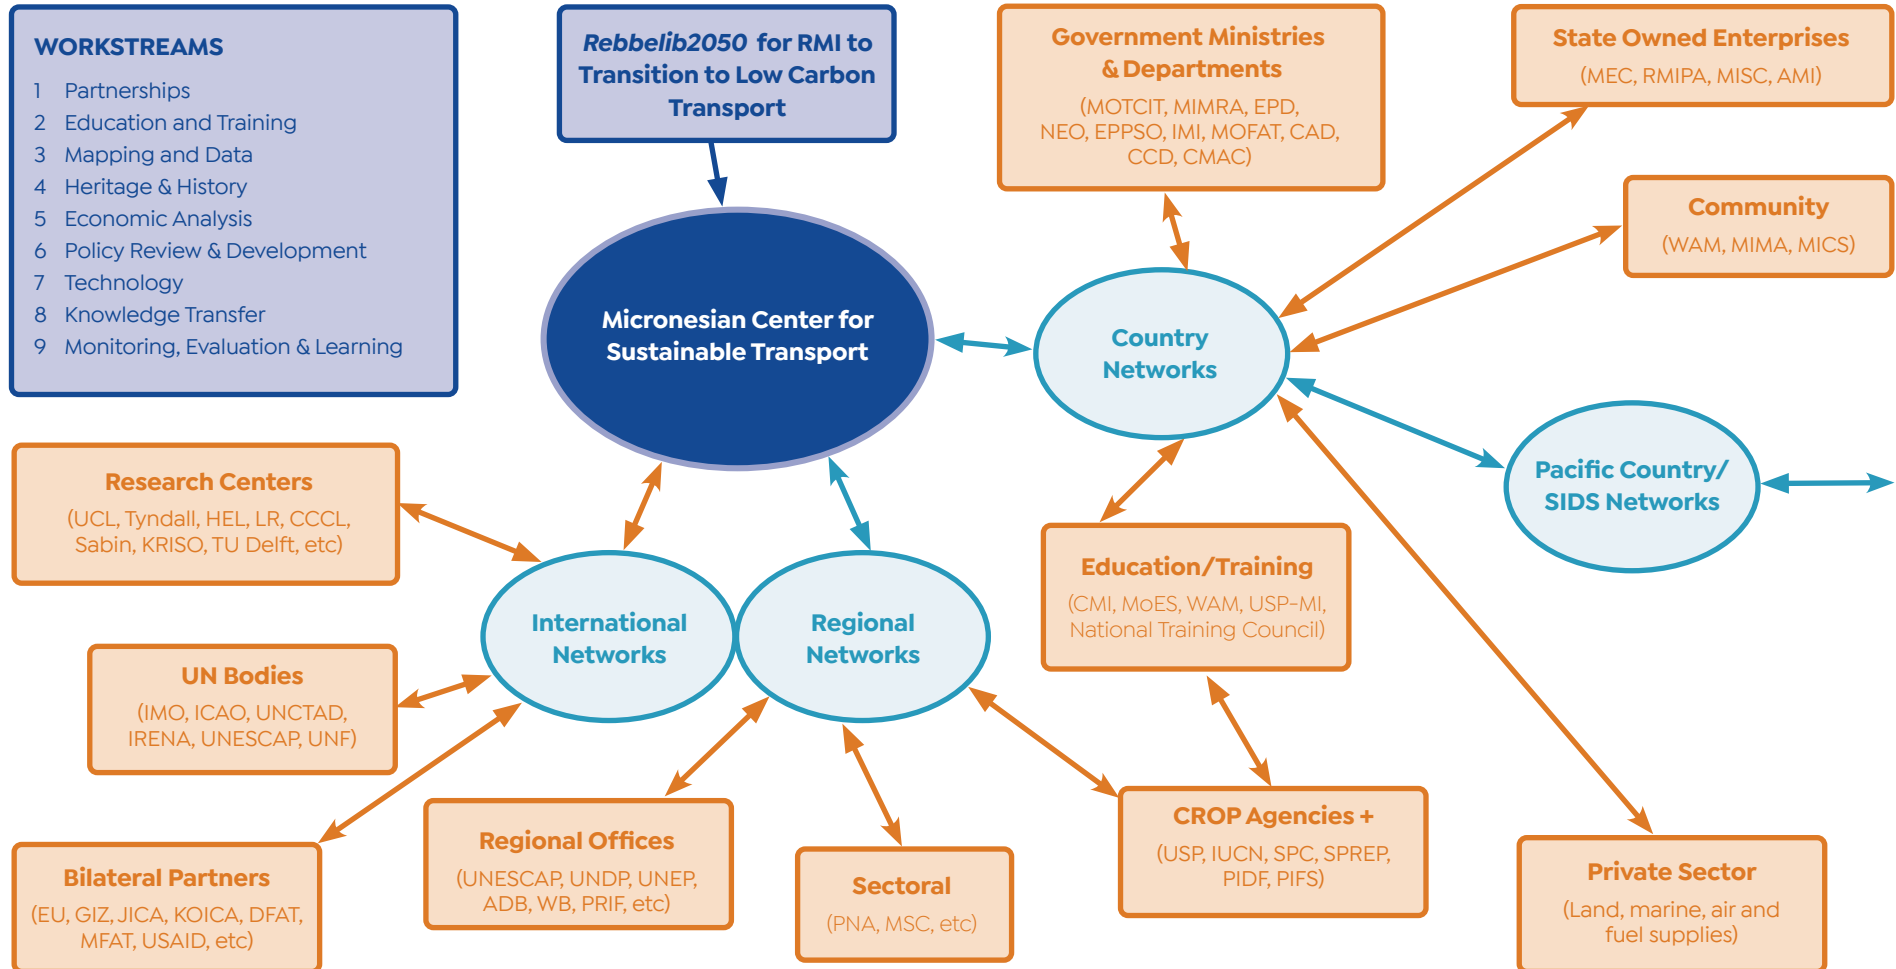 WORKSTREAMS
1 Partnerships
2 Education and Training
3 Mapping and Data
4 Heritage & History
5 Economic Analysis
6 Policy Review & Development
7 Technology
8 Knowledge Transfer
9 Monitoring, Evaluation & Learning
Rebbelib2050 for RMI to
Transition to Low Carbon
Transport
Government Ministries
& Departments
(MOTCIT, MIMRA, EPD,
NEO, EPPSO, IMI, MOFAT, CAD,
CCD, CMAC)
State Owned Enterprises
(MEC, RMIPA, MISC, AMI)
Community
(WAM, MIMA, MICS)
Micronesian Center for
Sustainable Transport
Country
Networks
Pacific Country/
SIDS Networks
Research Centers
(UCL, Tyndall, HEL, LR, CCCL,
Sabin, KRISO, TU Delft, etc)
International
Networks
Regional
Networks
Education/Training
(CMI, MoES, WAM, USP-MI,
National Training Council)
UN Bodies
(IMO, ICAO, UNCTAD,
IRENA, UNESCAP, UNF)
Bilateral Partners
(EU, GIZ, JICA, KOICA, DFAT,
MFAT, USAID, etc)
Regional Offices
(UNESCAP, UNDP, UNEP,
ADB, WB, PRIF, etc)
Sectoral
(PNA, MSC, etc)
CROP Agencies +
(USP, IUCN, SPC, SPREP,
PIDF, PIFS)
Private Sector
(Land, marine, air and
fuel supplies)